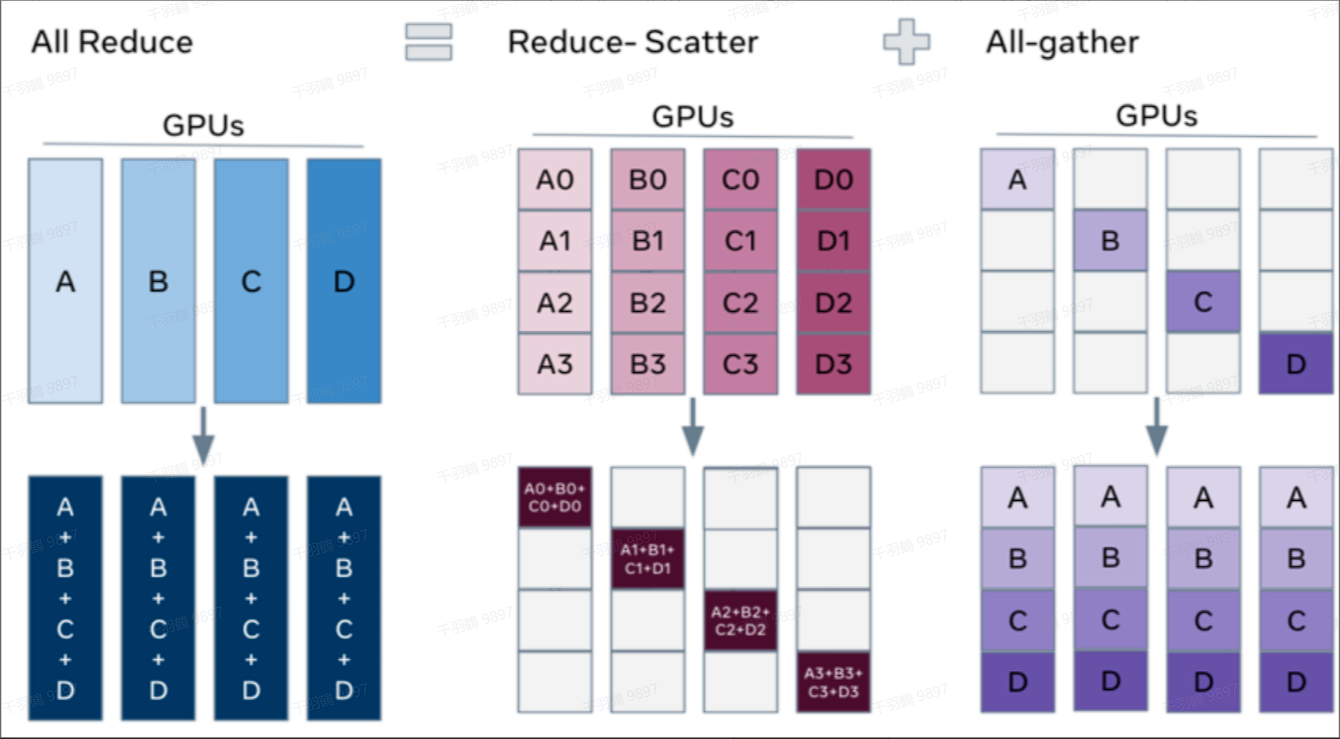 All Reduce
Reduce- Scatter
All-gather
GPUs
A B C D
A A A A
+ + + +
B B B B
+ + + +
C C C C
+ + + +
D D D D
GPUs
A0 B0 C0 D0
A1 B1 C1 D1
A2 B2 C2 D2
A3 B3 C3 D3
A0+B0+
C0+D0
A1+B1+
C1+D1
A2+B2+
C2+D2
A3+B3+
C3+D3
GPUs
A
B
C
D
A A A A
B B B B
C C C C
D D D D
千羽鹤 9897